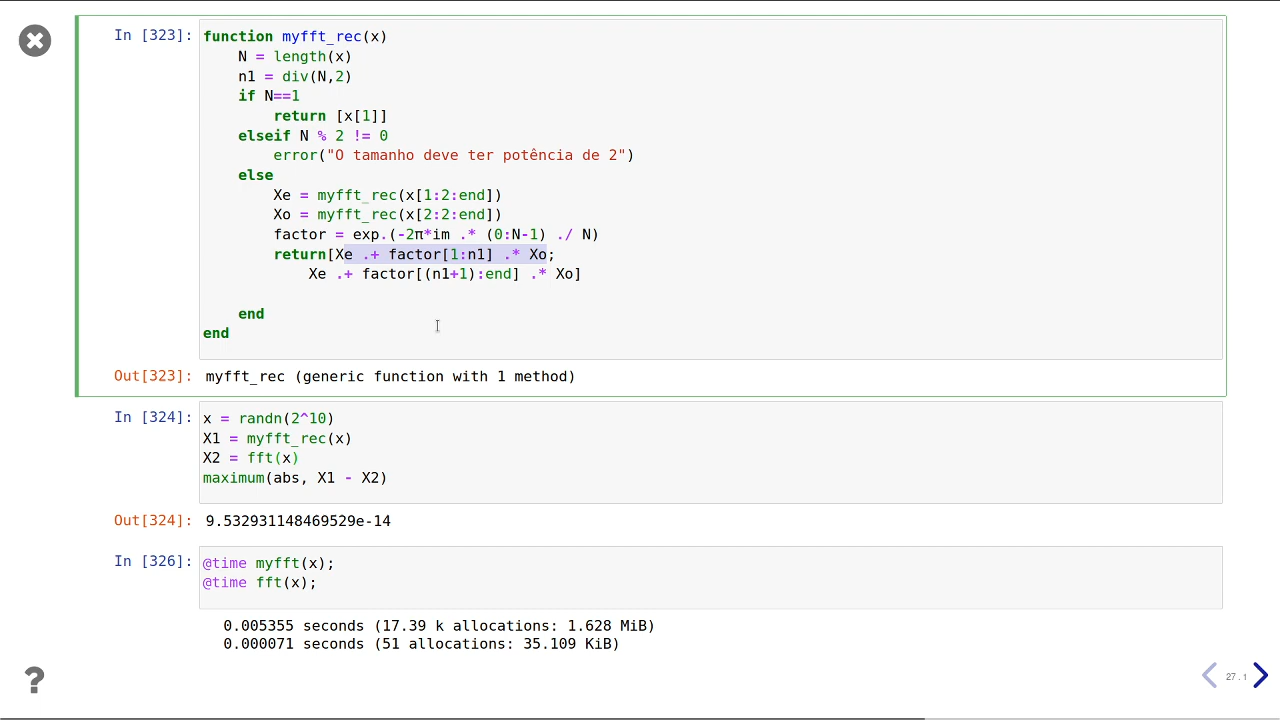 In [323]: function myfft_rec(x)
    N = length(x)
    n1 = div(N,2)
    if N==1
        return [x[1]]
    elseif N % 2 != 0
        error("O tamanho deve ter potência de 2")
    else
        Xe = myfft_rec(x[1:2:end])
        Xo = myfft_rec(x[2:2:end])
        factor = exp.(-2π*im .* (0:N-1) ./ N)
        return[Xe .+ factor[1:n1] .* Xo;
            Xe .+ factor[(n1+1):end] .* Xo]
    end
end
Out[323]: myfft_rec (generic function with 1 method)
In [324]: x = randn(2^10)
X1 = myfft_rec(x)
X2 = fft(x)
maximum(abs, X1 - X2)
Out[324]: 9.532931148469529e-14
In [326]: @time myfft(x);
@time fft(x);
0.005355 seconds (17.39 k allocations: 1.628 MiB)
0.000071 seconds (51 allocations: 35.109 KiB)
?
27.1